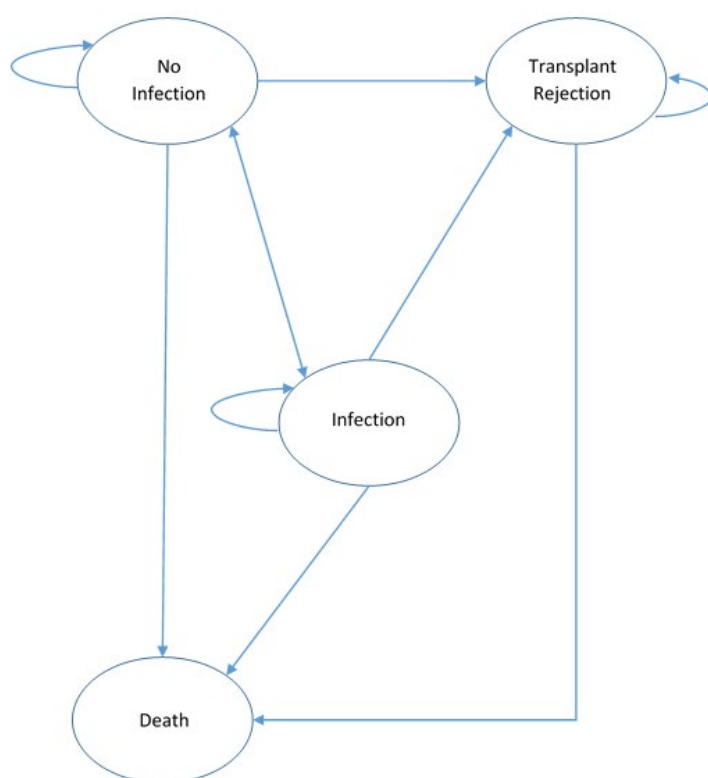 No
Infection
Transplant
Rejection
Infection
Death